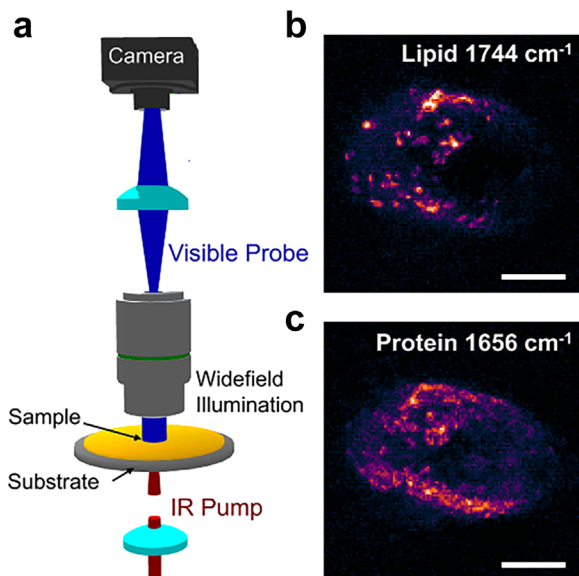 a
Camera
Visible Probe
Widefield
Illumination
Sample
Substrate
IR Pump
b
Lipid 1744 cm⁻¹
c
Protein 1656 cm⁻¹